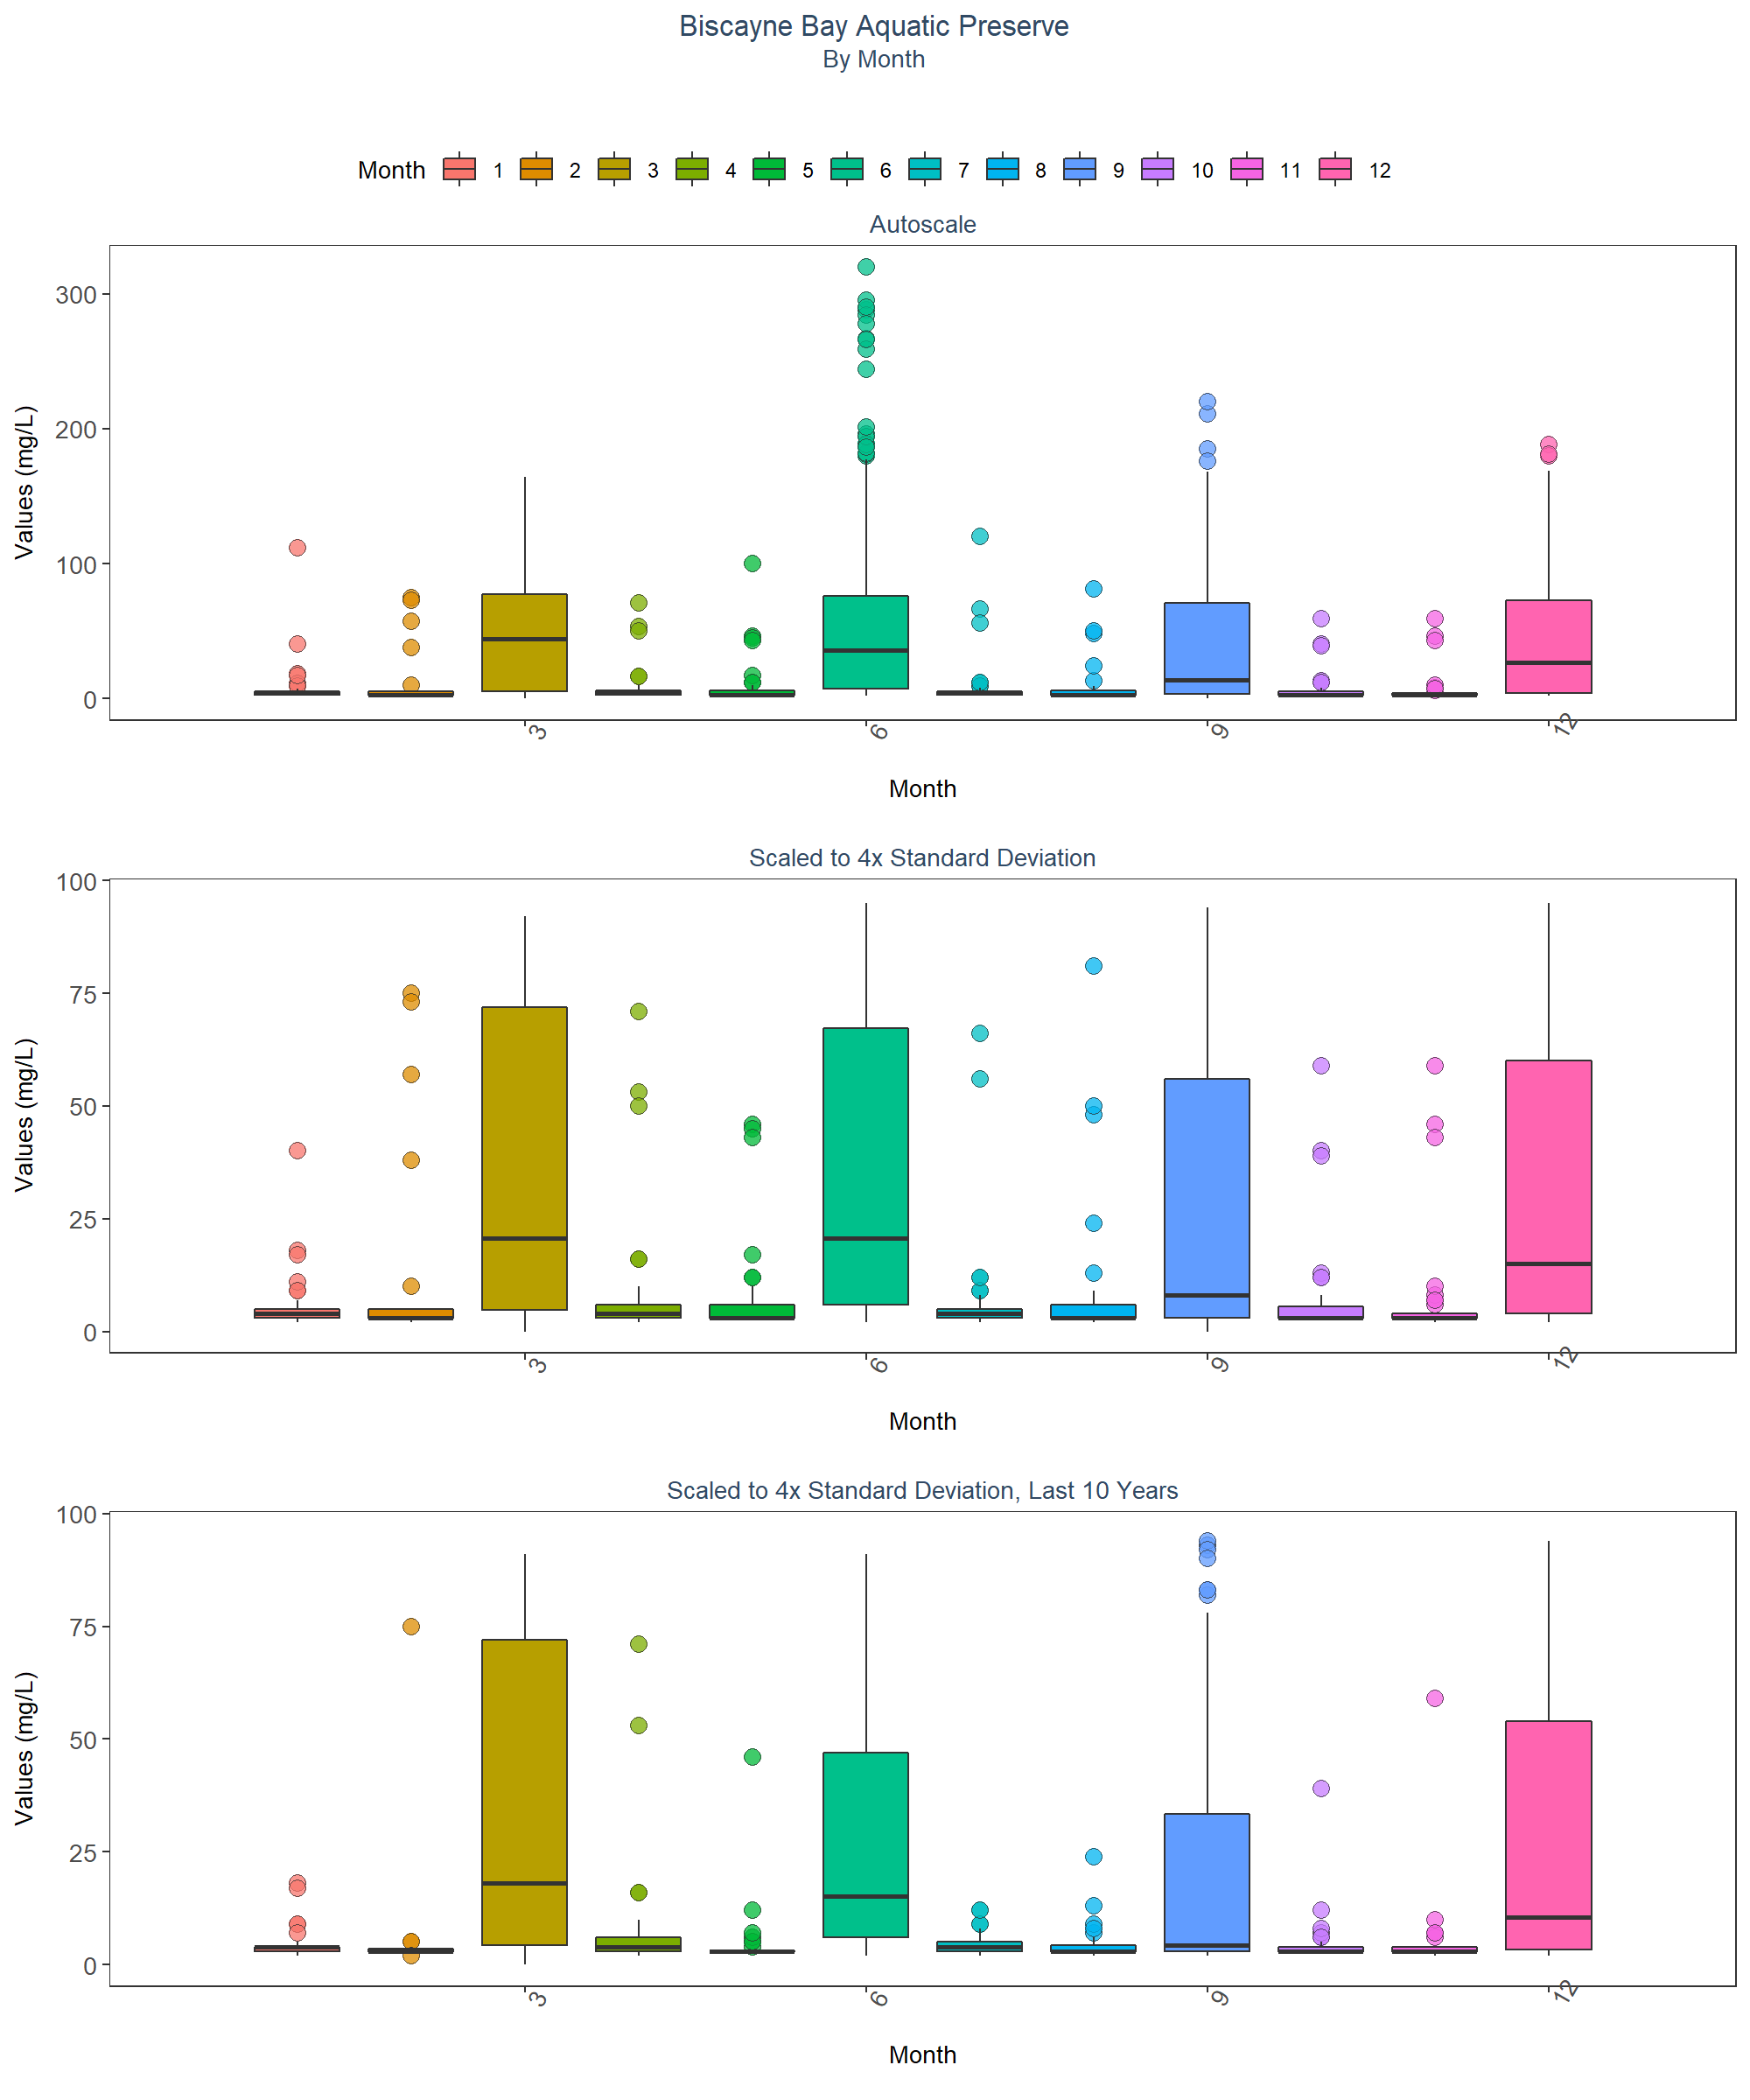 Biscayne Bay Aquatic Preserve
By Month
Month 1 2 3 4 5 6 7 8 9 10 11 12
Autoscale
Values (mg/L)
300
200
100
0
3 6 9 12
Month
Scaled to 4x Standard Deviation
Values (mg/L)
100
75
50
25
0
3 6 9 12
Month
Scaled to 4x Standard Deviation, Last 10 Years
Values (mg/L)
100
75
50
25
0
3 6 9 12
Month